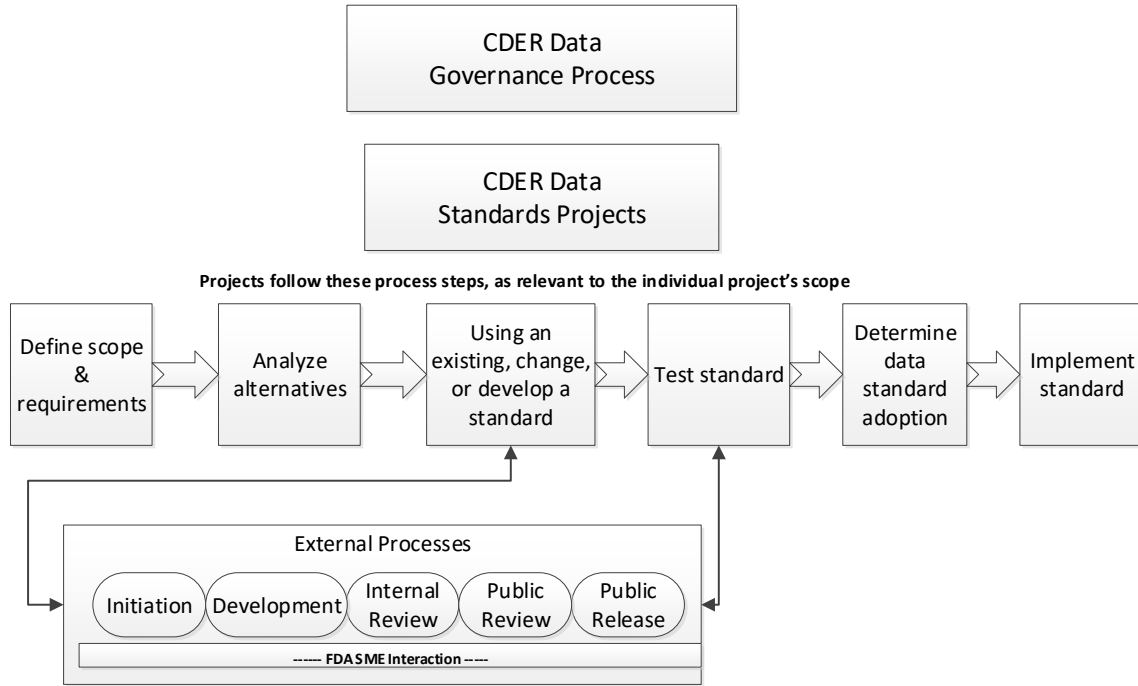 CDER Data
Governance Process
CDER Data
Standards Projects
Projects follow these process steps, as relevant to the individual project's scope
Define scope
&
requirements
Analyze
alternatives
Using an
existing, change,
or develop a
standard
Test standard
Determine
data
standard
adoption
Implement
standard
External Processes
Initiation
Development
Internal
Review
Public
Review
Public
Release
------ FDA SME Interaction -----